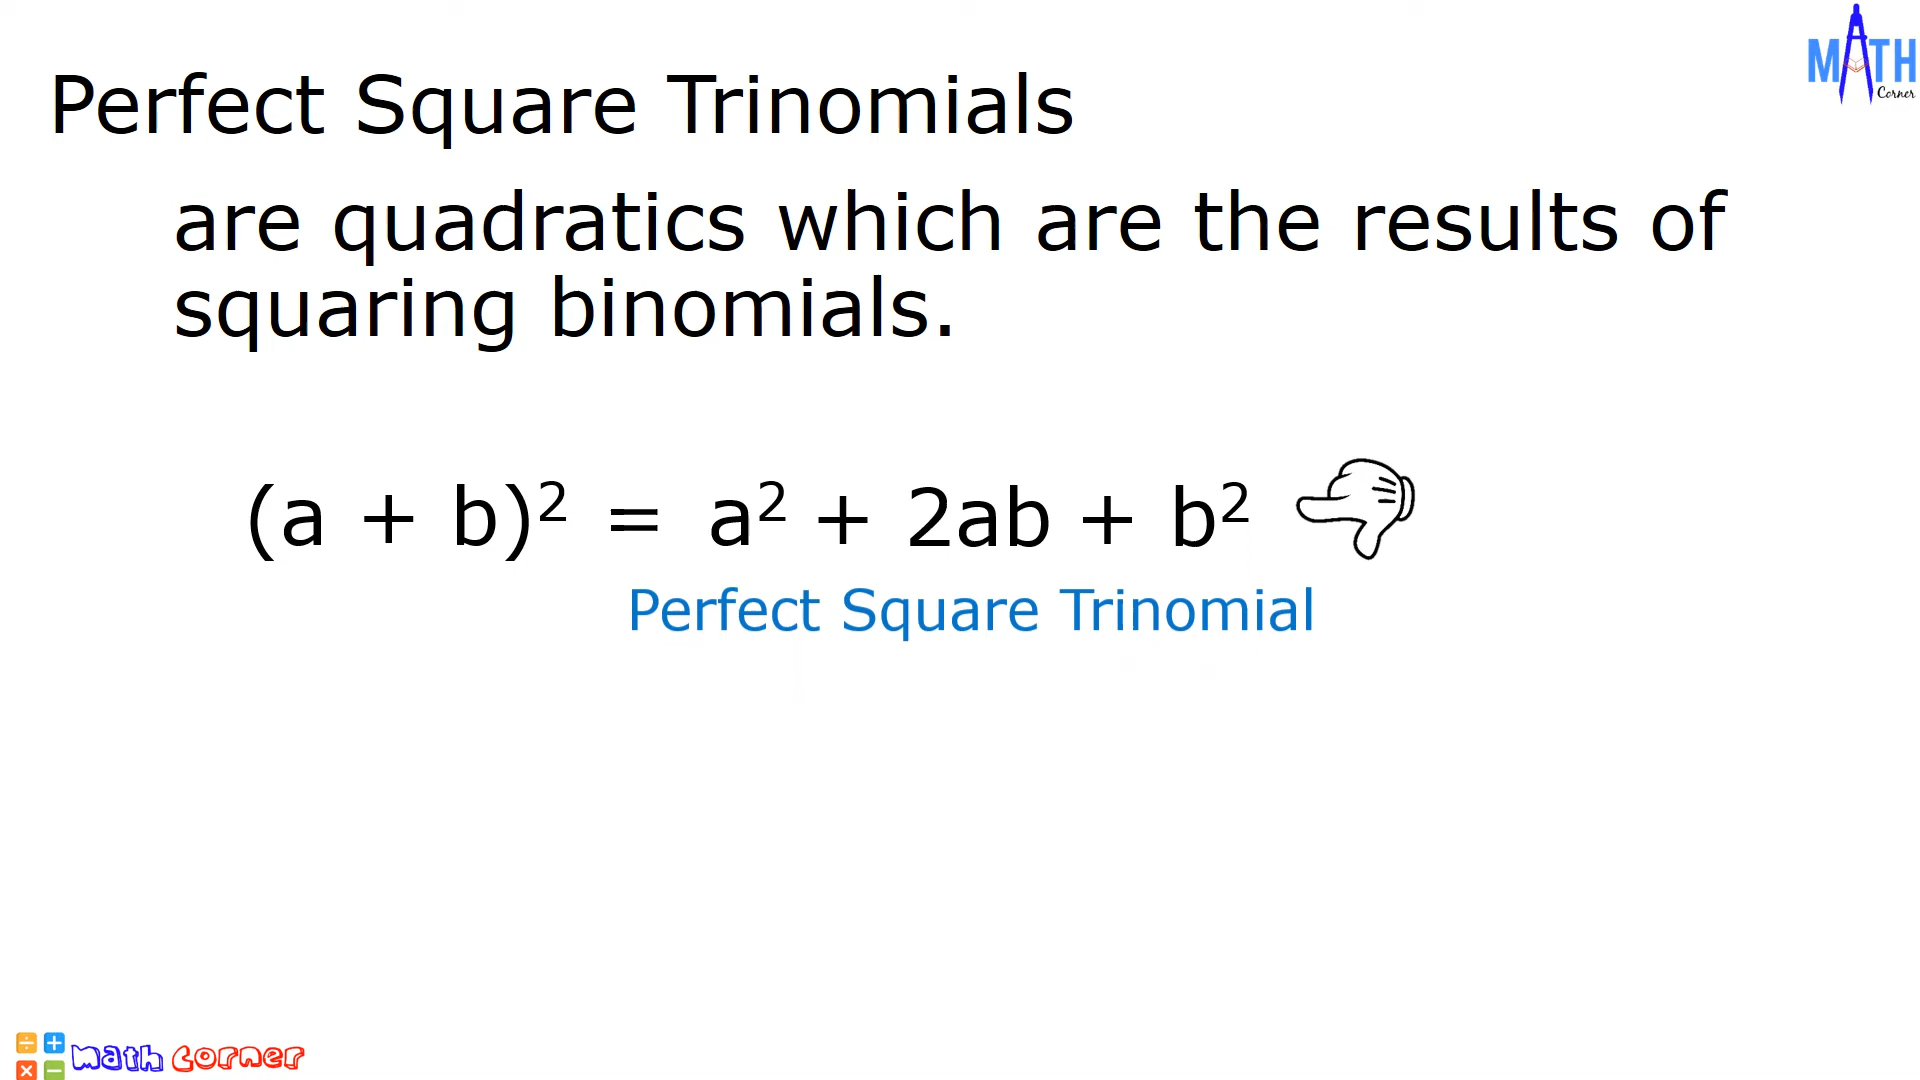 MATH
Corner
Perfect Square Trinomials
are quadratics which are the results of
squaring binomials.
(a + b)² = a² + 2ab + b²
Perfect Square Trinomial
÷ +
× −
math corner